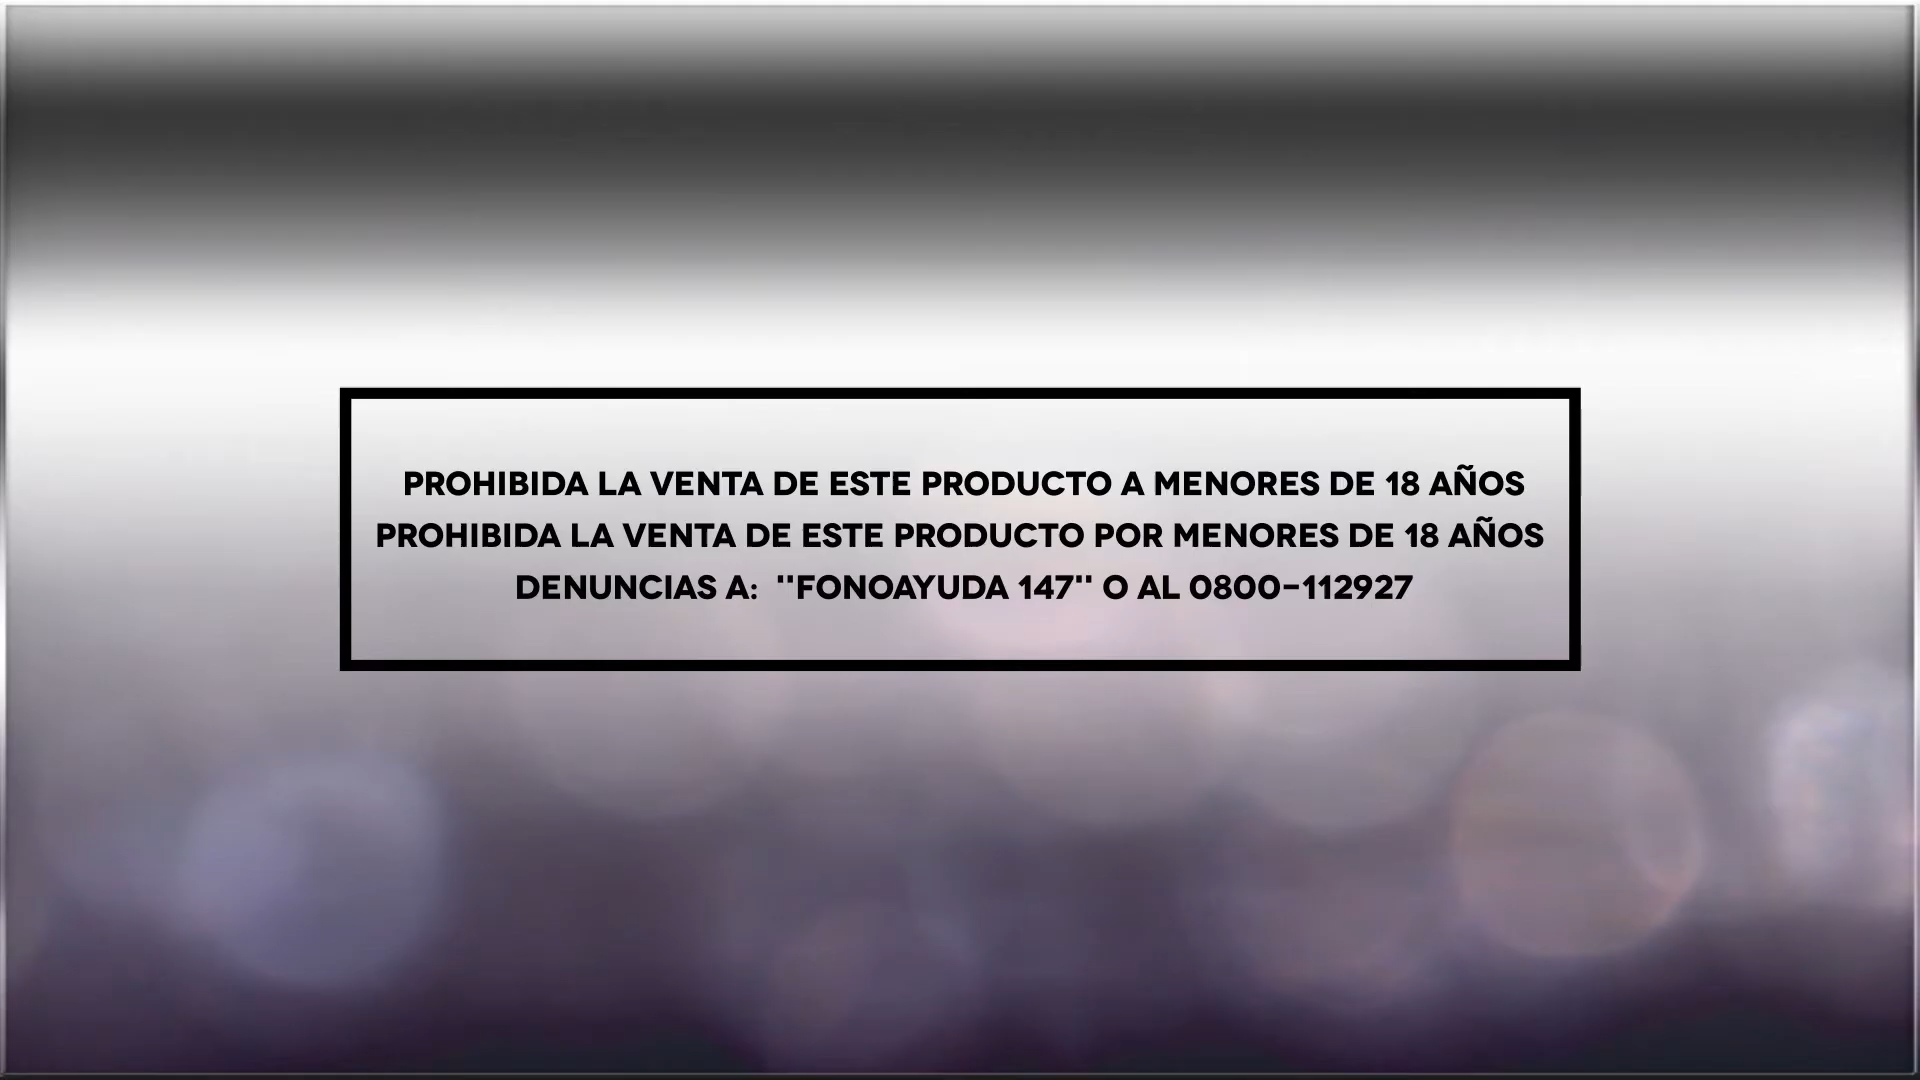 PROHIBIDA LA VENTA DE ESTE PRODUCTO A MENORES DE 18 AÑOS
PROHIBIDA LA VENTA DE ESTE PRODUCTO POR MENORES DE 18 AÑOS
DENUNCIAS A:  "FONOAYUDA 147" O AL 0800-112927